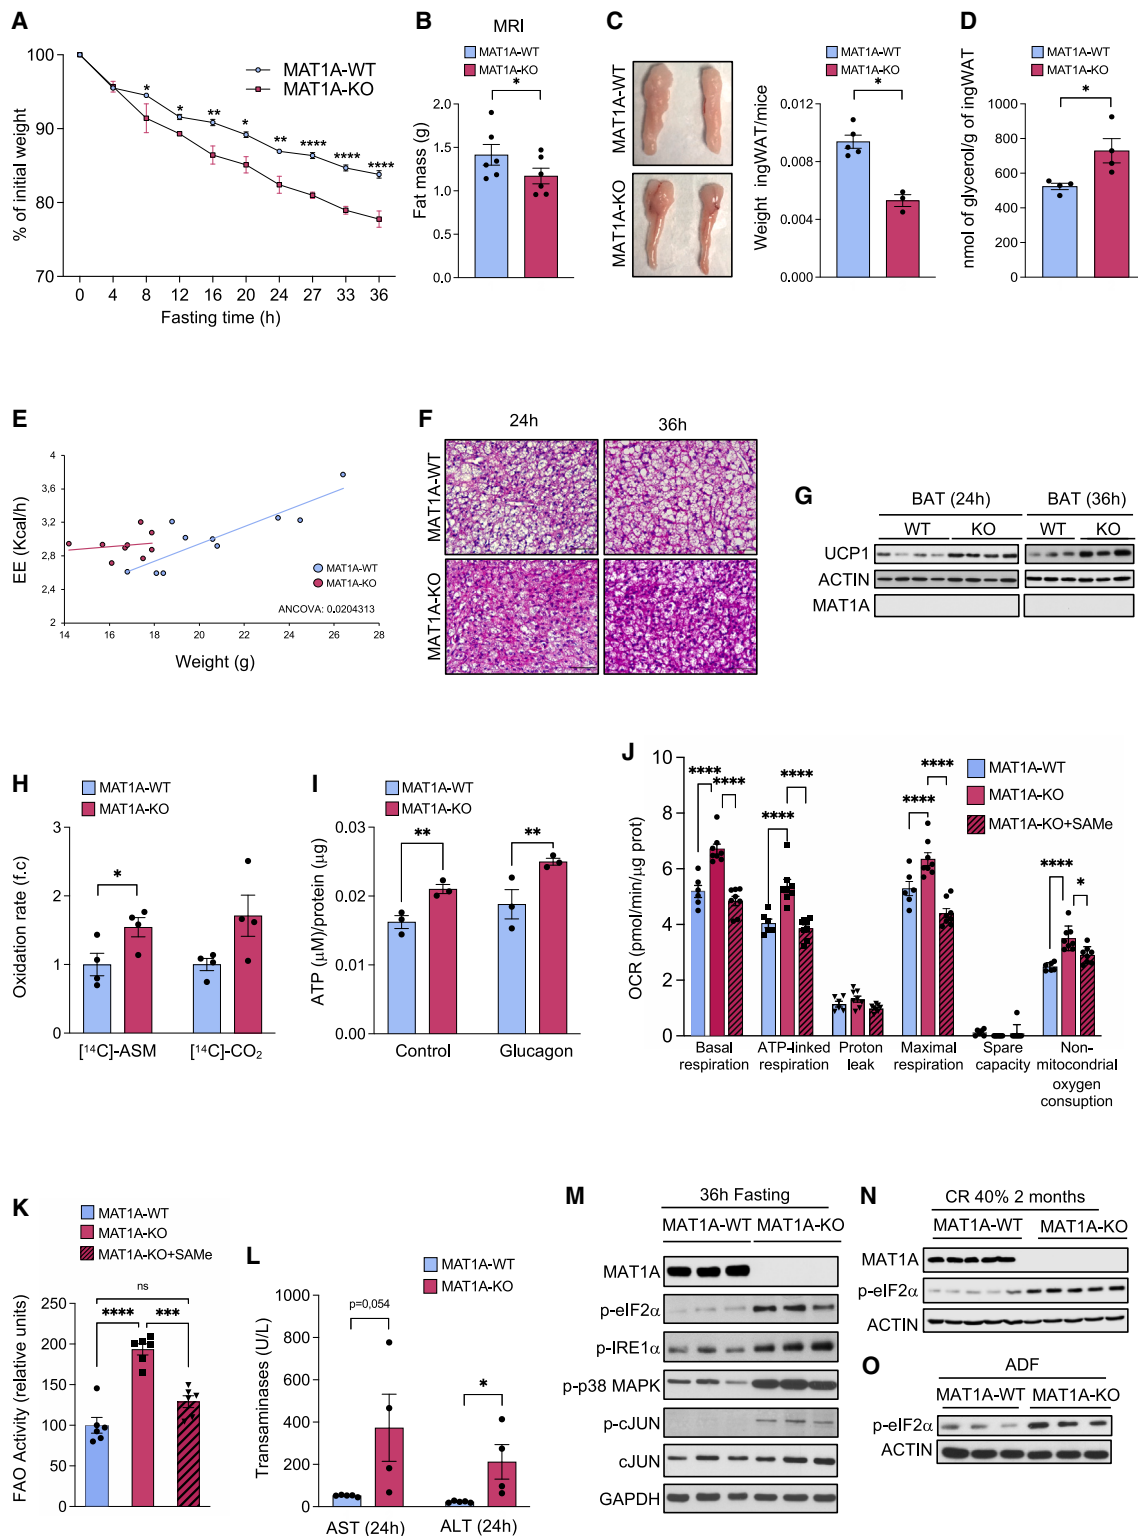 A
100
90
80
70
% of initial weight
MAT1A-WT
MAT1A-KO
* * ** * ** **** **** ****
0 4 8 12 16 20 24 27 33 36
Fasting time (h)
B
MRI
MAT1A-WT
MAT1A-KO
*
2.0
1.5
1.0
0.5
0.0
Fat mass (g)
C
MAT1A-WT
MAT1A-KO
MAT1A-WT
MAT1A-KO
*
0.012
0.008
0.004
0.000
Weight ingWAT/mice
D
MAT1A-WT
MAT1A-KO
*
1000
800
600
400
200
0
nmol of glycerol/g of ingWAT
E
4
3,6
3,2
2,8
2,4
2
EE (Kcal/h)
MAT1A-WT
MAT1A-KO
ANCOVA: 0.0204313
14 16 18 20 22 24 26 28
Weight (g)
F
24h 36h
MAT1A-WT
MAT1A-KO
G
BAT (24h) BAT (36h)
WT KO WT KO
UCP1
ACTIN
MAT1A
H
MAT1A-WT
MAT1A-KO
3
2
1
0
Oxidation rate (f.c)
*
[¹⁴C]-ASM [¹⁴C]-CO₂
I
MAT1A-WT
MAT1A-KO
0.03
0.02
0.01
0.00
ATP (µM)/protein (µg)
** **
Control Glucagon
J
10
8
6
4
2
0
OCR (pmol/min/µg prot)
MAT1A-WT
MAT1A-KO
MAT1A-KO+SAMe
**** **** **** **** **** **** **** *
Basal respiration
ATP-linked respiration
Proton leak
Maximal respiration
Spare capacity
Non-mitocondrial oxygen consuption
K
MAT1A-WT
MAT1A-KO
MAT1A-KO+SAMe
ns
**** ***
250
200
150
100
50
0
FAO Activity (relative units)
L
MAT1A-WT
MAT1A-KO
p=0,054
*
1000
800
600
400
200
0
Transaminases (U/L)
AST (24h) ALT (24h)
M
36h Fasting
MAT1A-WT MAT1A-KO
MAT1A
p-eIF2α
p-IRE1α
p-p38 MAPK
p-cJUN
cJUN
GAPDH
N
CR 40% 2 months
MAT1A-WT MAT1A-KO
MAT1A
p-eIF2α
ACTIN
O
ADF
MAT1A-WT MAT1A-KO
p-eIF2α
ACTIN